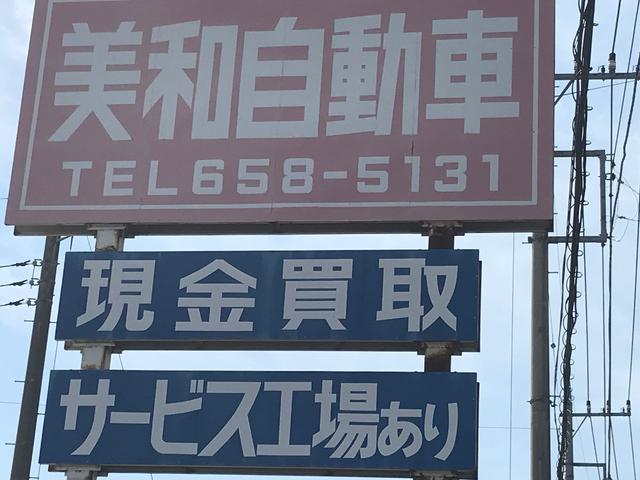 美和自動車
TEL658-5131
現金買取
サービス工場あり